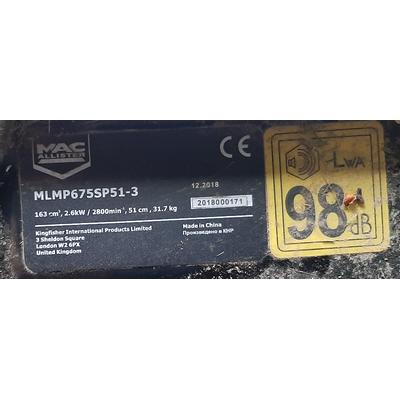 MAC
ALLISTER
CE
MLMP675SP51-3
12.2018
163 cm³, 2.6kW / 2800min⁻¹, 51 cm, 31.7 kg
2018000171
Kingfisher International Products Limited
3 Sheldon Square
London W2 6PX
United Kingdom
Made in China
Произведено в КНР
LWA
98
dB